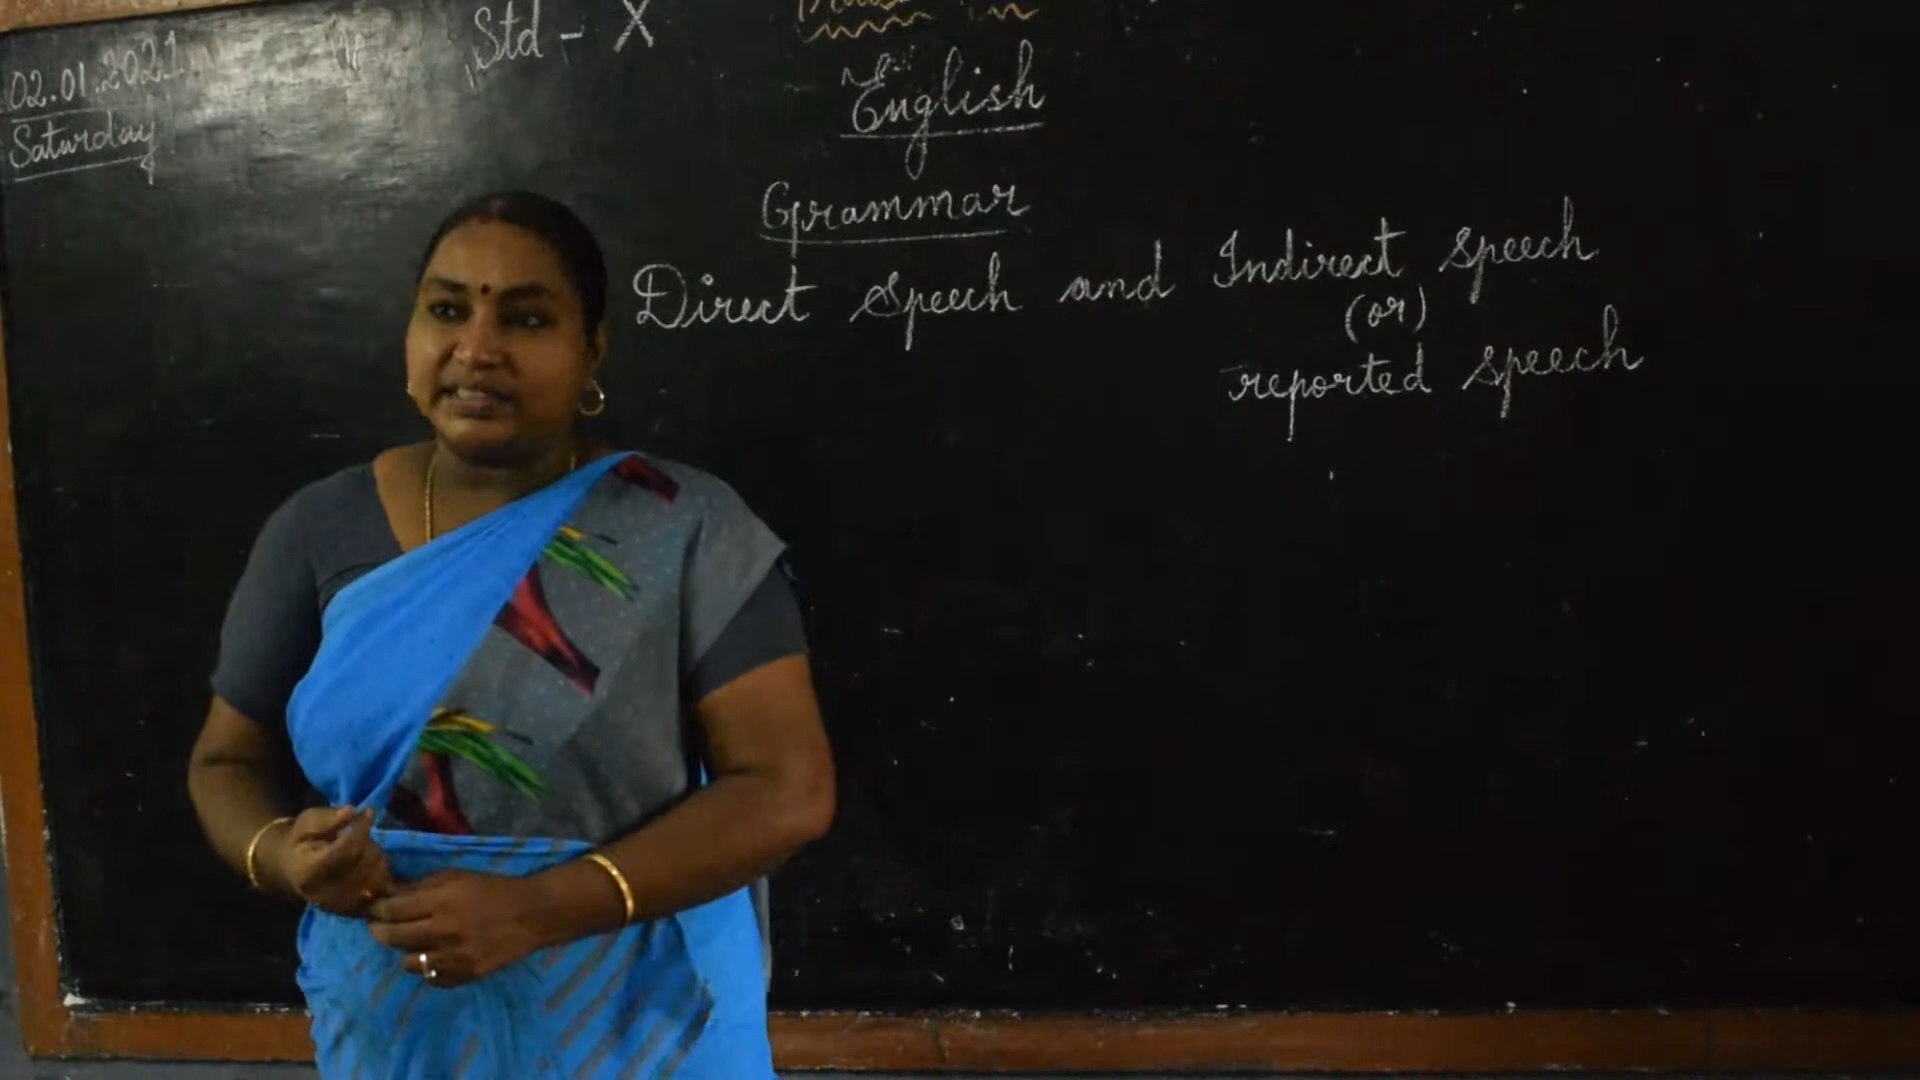 02.01.2021
Saturday
Std - X
English
Grammar
Direct Speech and Indirect speech
(or)
reported speech